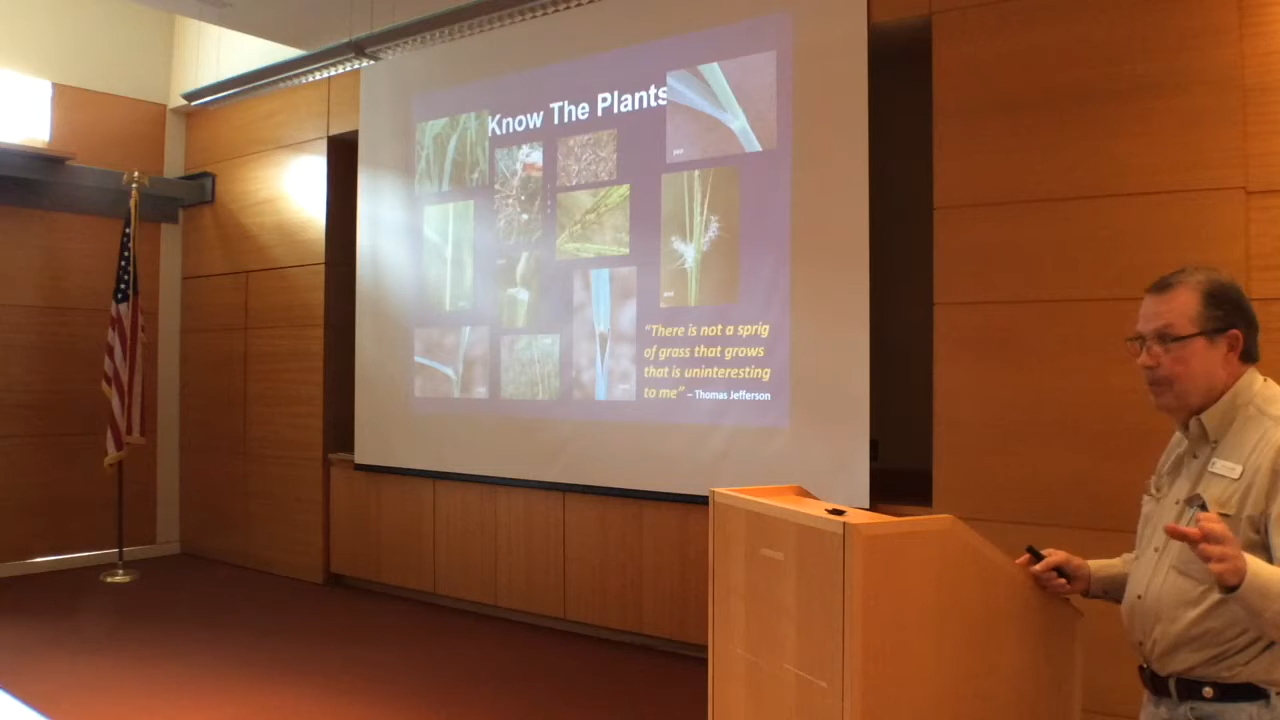 Know The Plants
“There is not a sprig
of grass that grows
that is uninteresting
to me” – Thomas Jefferson